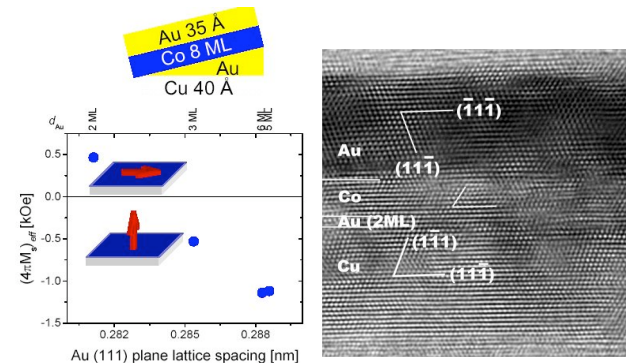 Au 35 Å
Co 8 ML
Au
Cu 40 Å
d_Au
2 ML
3 ML
6 ML
5 ML
0.5
0.0
-0.5
-1.0
-1.5
(4πM_s)_eff [kOe]
0.282
0.285
0.288
Au (111) plane lattice spacing [nm]
(1̄11̄)
Au
(111̄)
Co
Au (2ML)
(11̄1)
Cu
(111̄)